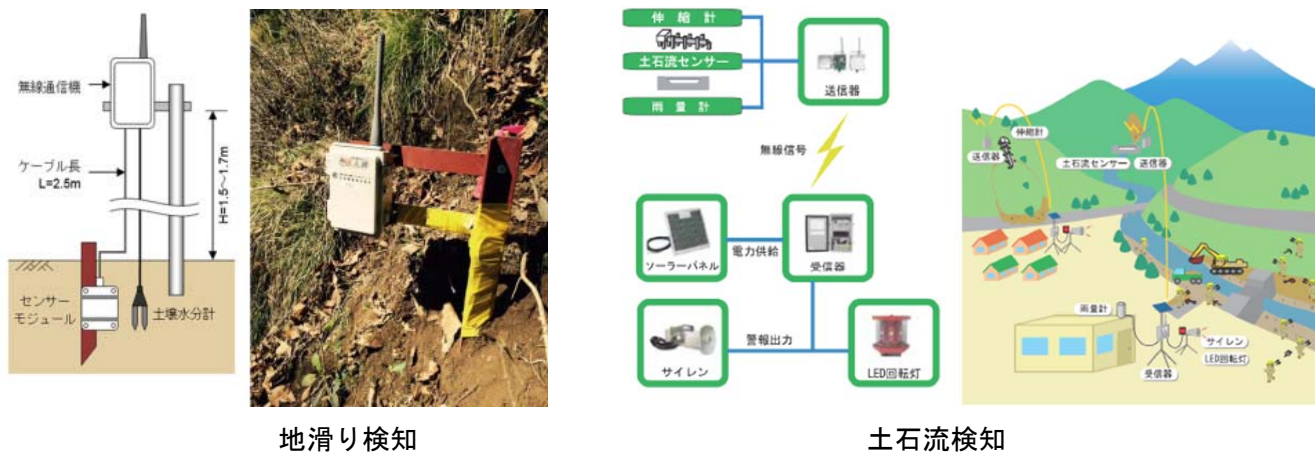 無線通信機
ケーブル長
L=2.5m
H=1.5～1.7m
センサー
モジュール
土壌水分計
地滑り検知
伸縮計
土石流センサー
雨量計
送信器
無線信号
ソーラーパネル
電力供給
受信器
警報出力
サイレン
LED回転灯
伸縮計
送信器
土石流センサー
送信器
雨量計
サイレン
LED回転灯
受信器
土石流検知